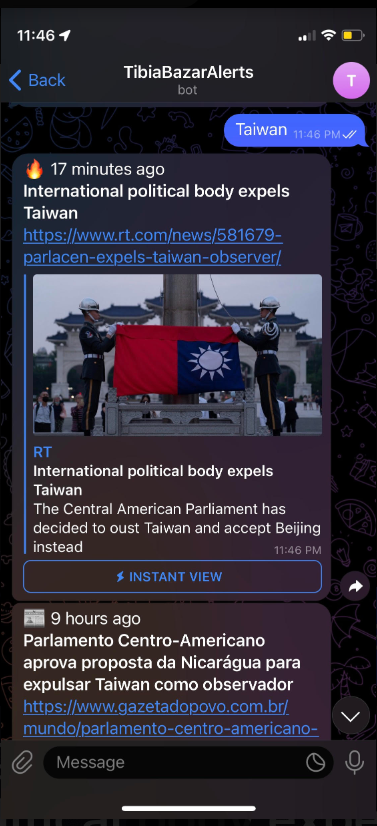 11:46
Back
TibiaBazarAlerts
bot
T
Taiwan 11:46 PM
🔥 17 minutes ago
International political body expels
Taiwan
https://www.rt.com/news/581679-
parlacen-expels-taiwan-observer/
RT
International political body expels
Taiwan
The Central American Parliament has
decided to oust Taiwan and accept Beijing
instead
11:46 PM
INSTANT VIEW
📰 9 hours ago
Parlamento Centro-Americano
aprova proposta da Nicarágua para
expulsar Taiwan como observador
https://www.gazetadopovo.com.br/
mundo/parlamento-centro-americano-
Message